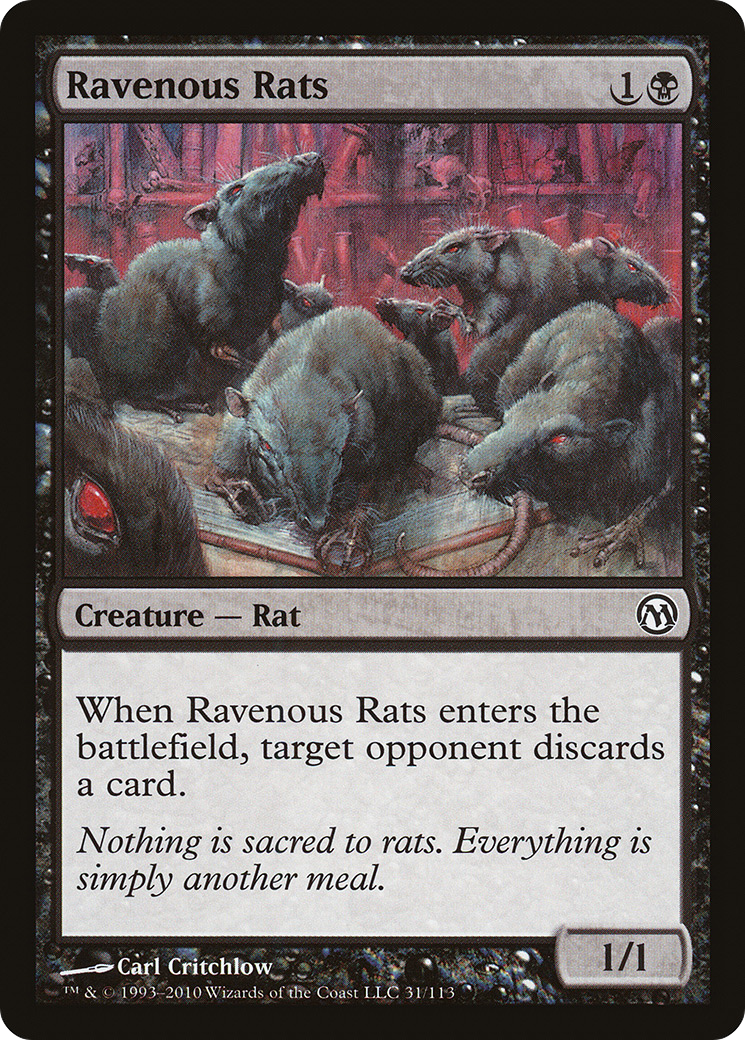 Ravenous Rats 1
Creature — Rat
When Ravenous Rats enters the
battlefield, target opponent discards
a card.
Nothing is sacred to rats. Everything is
simply another meal.
1/1
Carl Critchlow
™ & © 1993–2010 Wizards of the Coast LLC 31/113